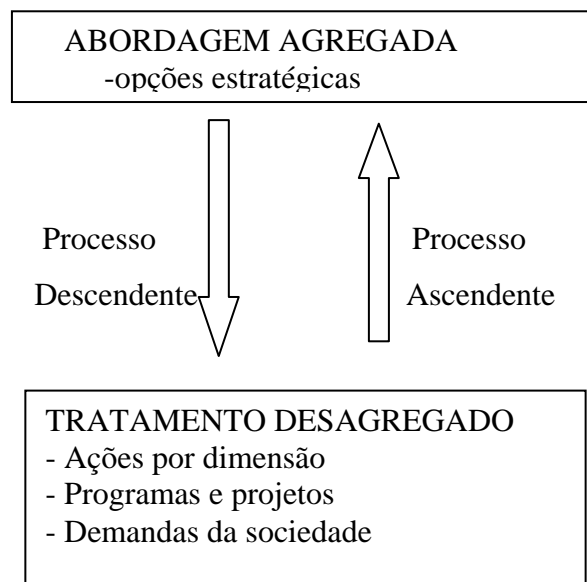 ABORDAGEM AGREGADA
-opções estratégicas
Processo
Descendente
Processo
Ascendente
TRATAMENTO DESAGREGADO
- Ações por dimensão
- Programas e projetos
- Demandas da sociedade